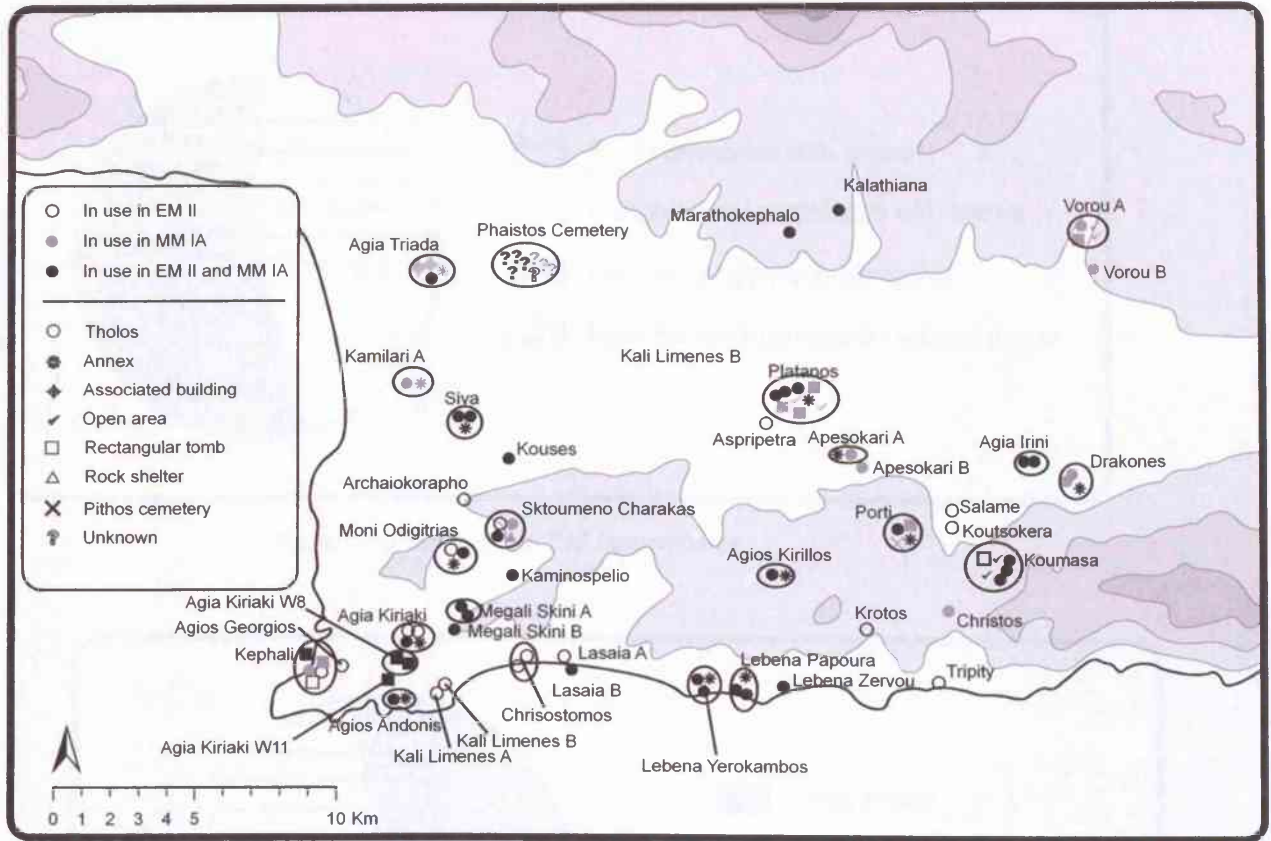 In use in EM II
In use in MM IA
In use in EM II and MM IA
Tholos
Annex
Associated building
Open area
Rectangular tomb
Rock shelter
Pithos cemetery
Unknown
Kalathiana
Marathokephalo
Vorou A
Phaistos Cemetery
Agia Triada
Vorou B
Kamilari A
Kali Limenes B
Platanos
Siva
Aspripetra
Apesokari A
Agia Irini
Kouses
Apesokari B
Drakones
Archaiokorapho
Sktoumeno Charakas
Porti
Salame
Moni Odigitrias
Koutsokera
Agios Kirillos
Koumasa
Kaminospelio
Agia Kiriaki W8
Agia Kiriaki
Megali Skini A
Krotos
Christos
Agios Georgios
Megali Skini B
Kephali
Lasaia A
Lebena Papoura
Lebena Zervou
Tripity
Lasaia B
Chrisostomos
Agios Andonis
Kali Limenes B
Agia Kiriaki W11
Kali Limenes A
Lebena Yerokambos
0 1 2 3 4 5 10 Km